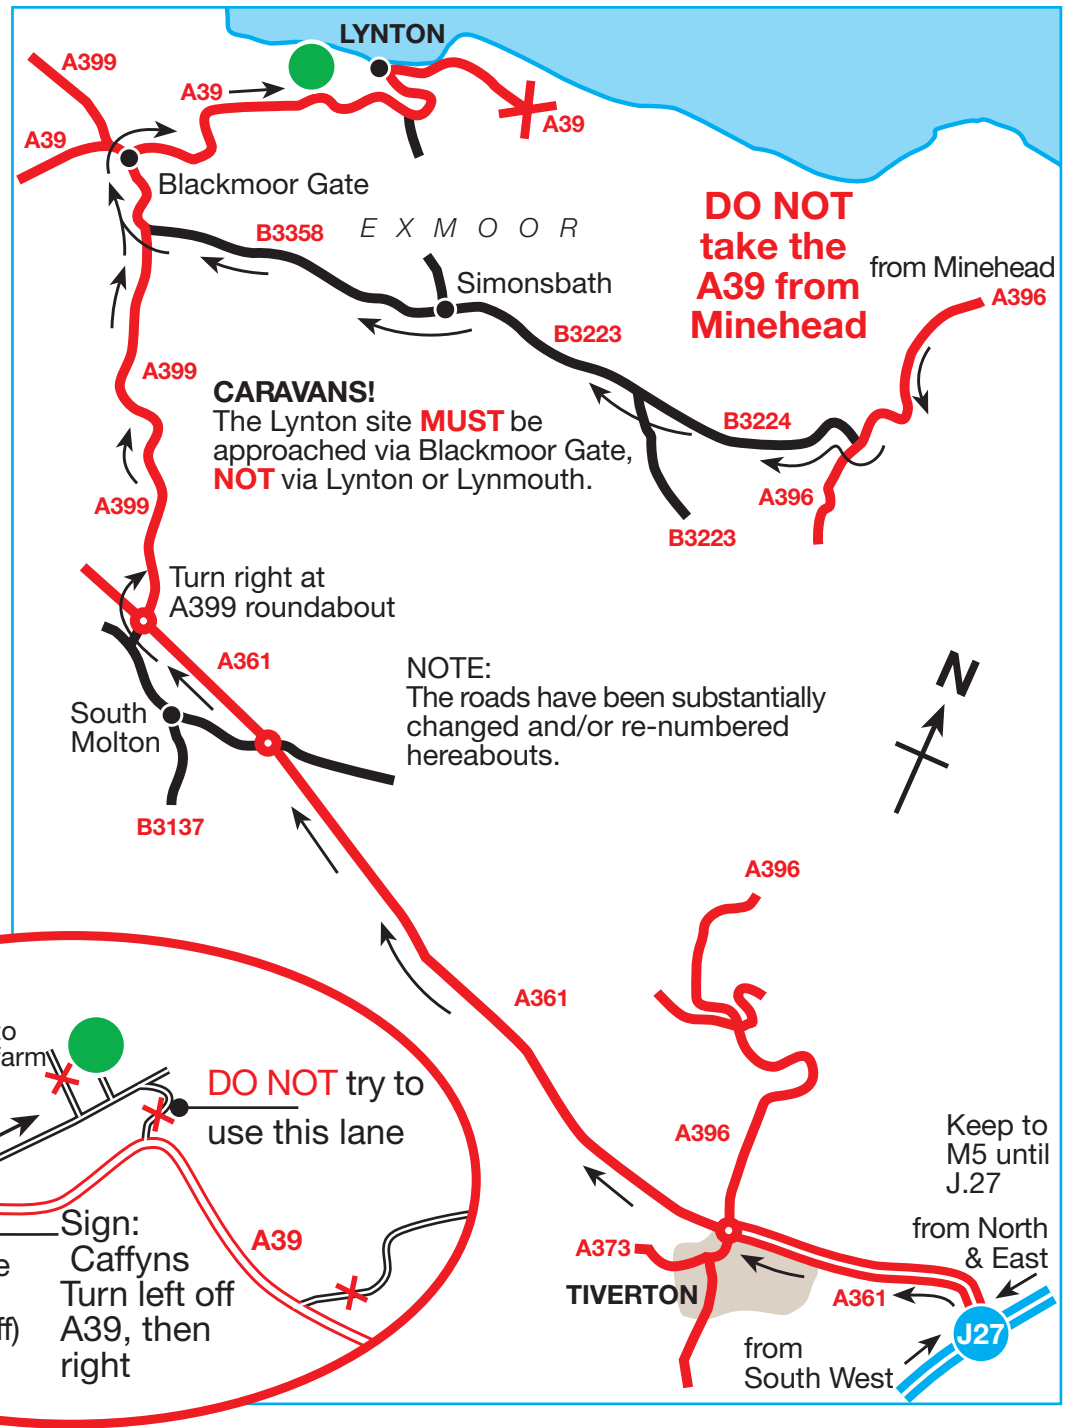 LYNTON
A399
A39
A39
A39
Blackmoor Gate
B3358
EXMOOR
Simonsbath
B3223
DO NOT
take the
A39 from
Minehead
from Minehead
A396
A399
CARAVANS!
The Lynton site MUST be
approached via Blackmoor Gate,
NOT via Lynton or Lynmouth.
B3224
A396
B3223
A399
Turn right at
A399 roundabout
A361
South
Molton
B3137
NOTE:
The roads have been substantially
changed and/or re-numbered
hereabouts.
N
A396
A361
A396
Keep to
M5 until
J.27
from North
& East
A373
TIVERTON
A361
J27
from
South West
to
farm
DO NOT try to
use this lane
A39
Sign:
Caffyns
Turn left off
A39, then
right
e
ff)